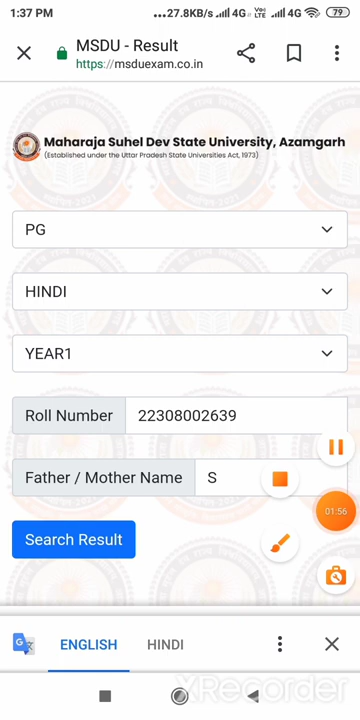 1:37 PM ...27.8KB/s 4G Vo LTE 4G 79
MSDU - Result
https://msduexam.co.in
Maharaja Suhel Dev State University, Azamgarh
(Established under the Uttar Pradesh State Universities Act, 1973)
PG
HINDI
YEAR1
Roll Number 22308002639
Father / Mother Name S
01:56
Search Result
ENGLISH HINDI
XRecorder